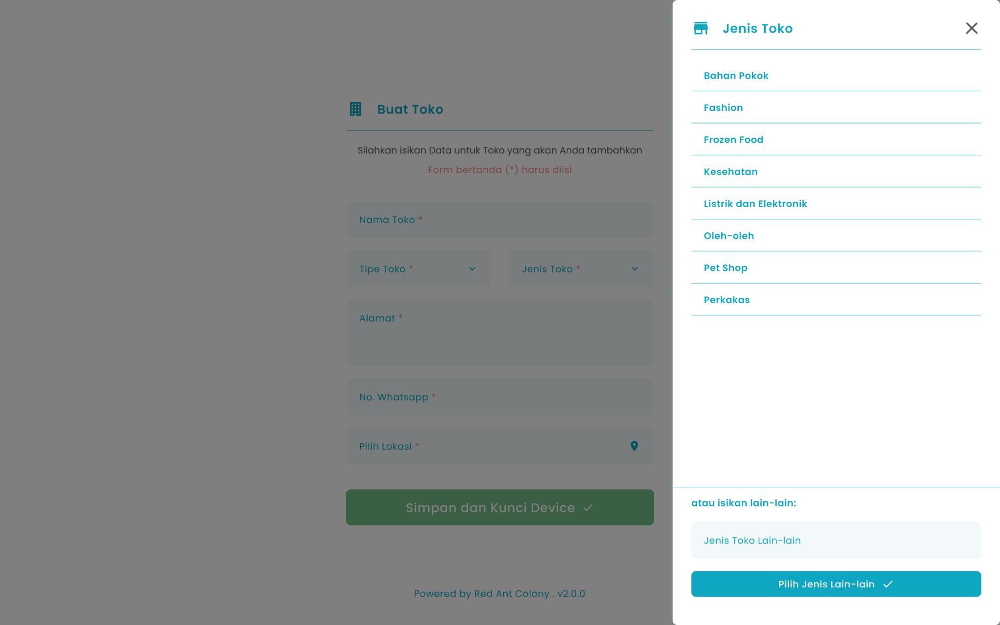 Buat Toko
Silahkan isikan Data untuk Toko yang akan Anda tambahkan
Form bertanda (*) harus diisi
Nama Toko *
Tipe Toko *
Jenis Toko *
Alamat *
No. Whatsapp *
Pilih Lokasi *
Simpan dan Kunci Device
Powered by Red Ant Colony . v2.0.0
Jenis Toko
Bahan Pokok
Fashion
Frozen Food
Kesehatan
Listrik dan Elektronik
Oleh-oleh
Pet Shop
Perkakas
atau isikan lain-lain:
Jenis Toko Lain-lain
Pilih Jenis Lain-lain